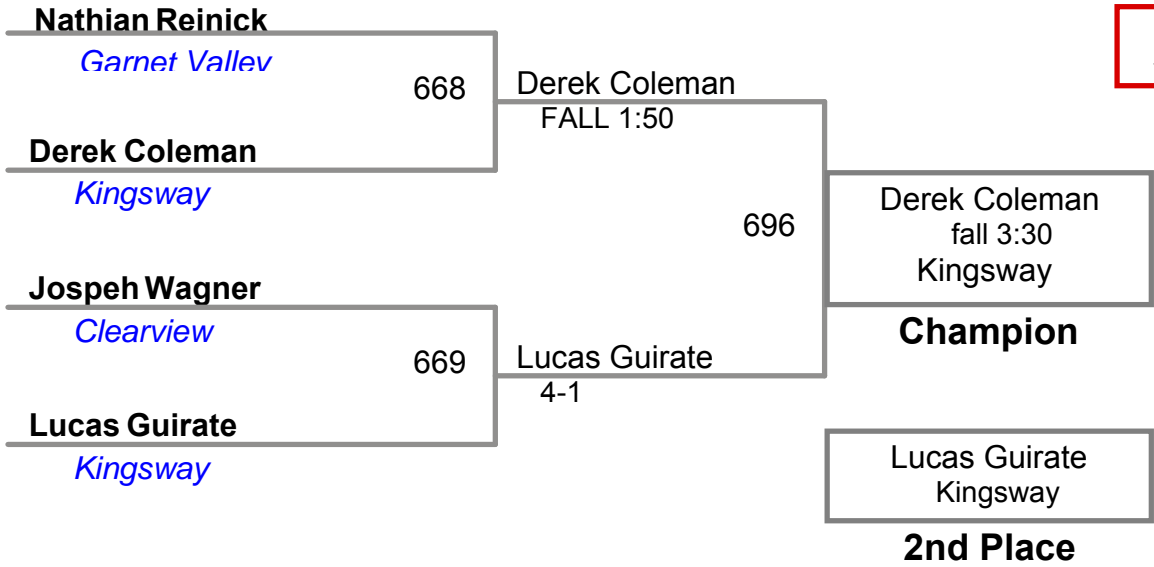 Nathian Reinick
Garnet Valley
668
Derek Coleman
FALL 1:50
Derek Coleman
Kingsway
696
Derek Coleman
fall 3:30
Kingsway
Champion
Jospeh Wagner
Clearview
669
Lucas Guirate
4-1
Lucas Guirate
Kingsway
Lucas Guirate
Kingsway
2nd Place